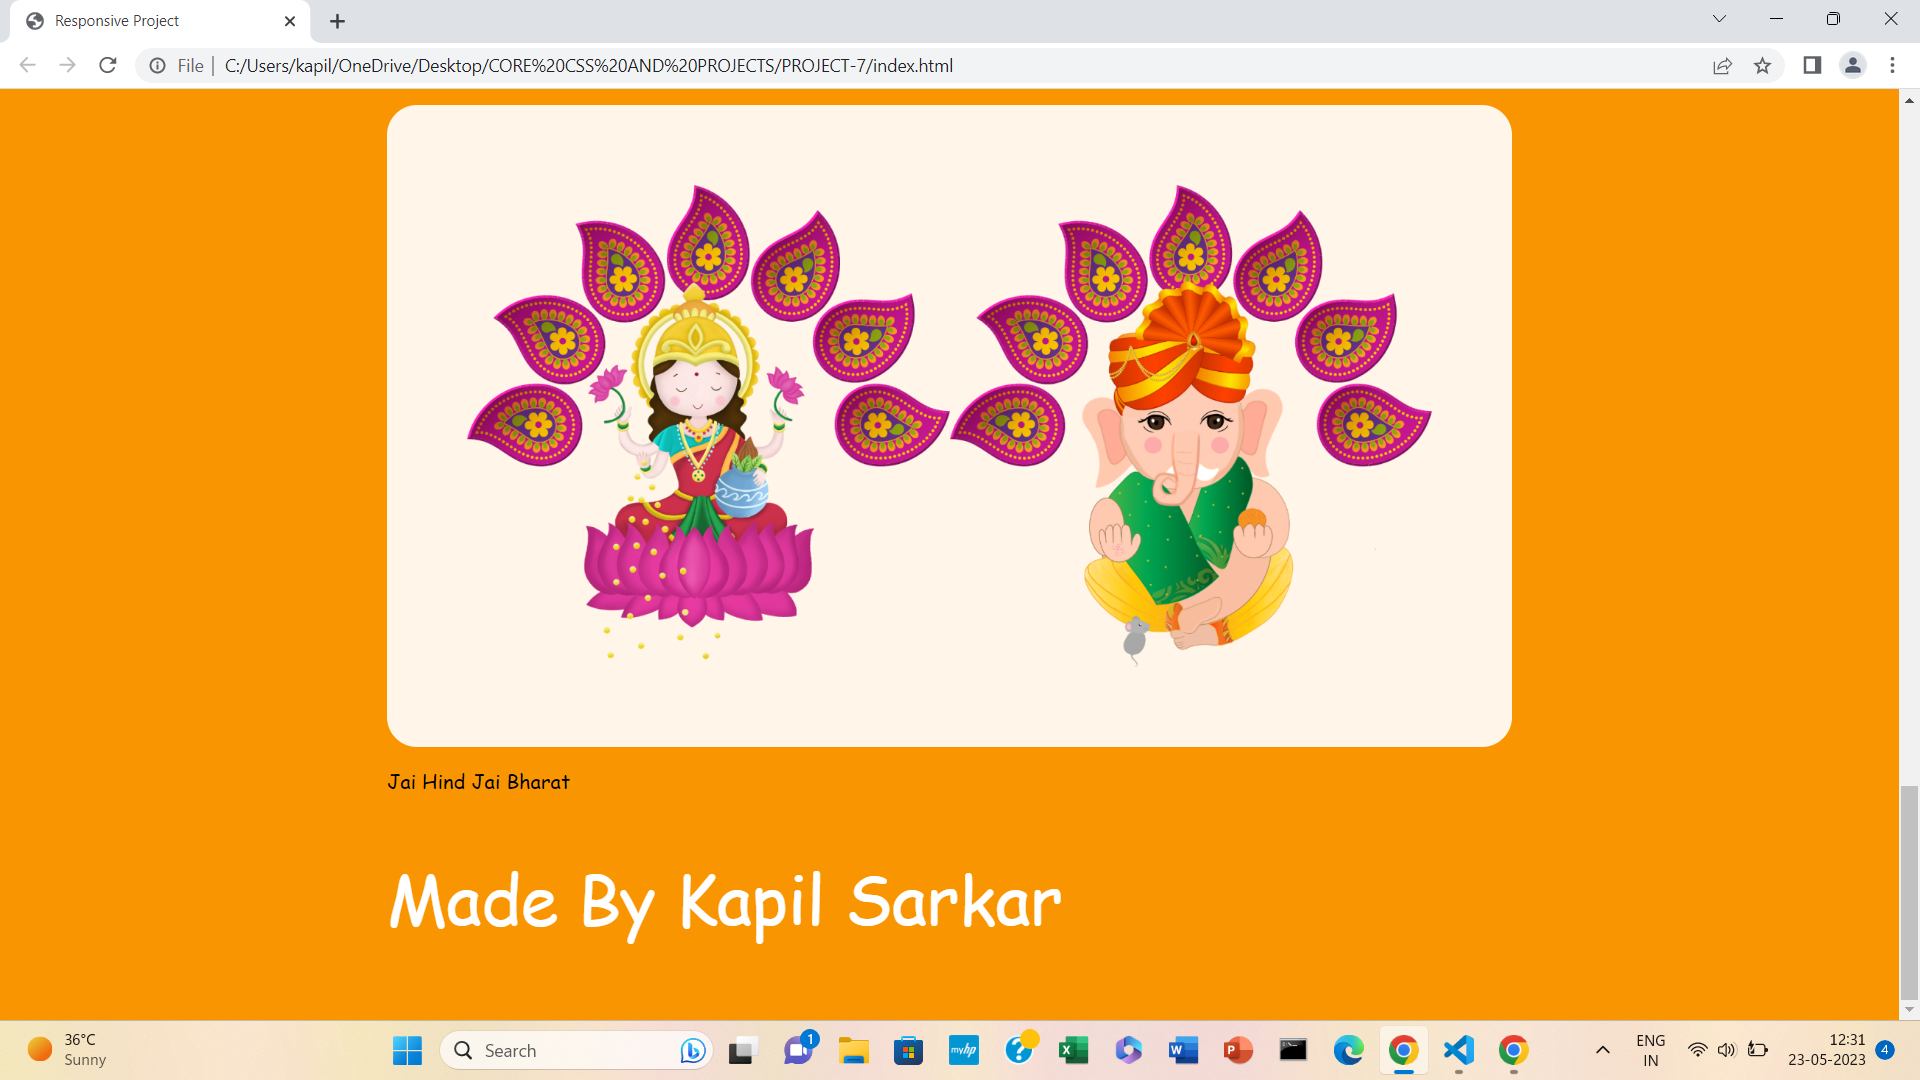 Responsive Project
File
C:/Users/kapil/OneDrive/Desktop/CORE%20CSS%20AND%20PROJECTS/PROJECT-7/index.html
Jai Hind Jai Bharat
Made By Kapil Sarkar
36°C
Sunny
Search
1
myhp
ENG
IN
12:31
23-05-2023
4